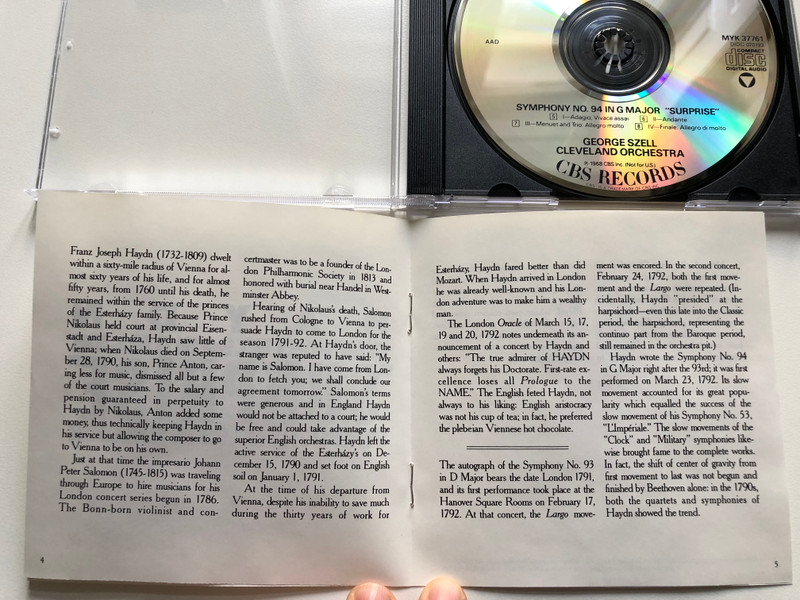 AAD
MYK 37761
COMPACT
disc
DIGITAL AUDIO
SYMPHONY NO. 94 IN G MAJOR "SURPRISE"
5 I—Adagio; Vivace assai 6 II—Andante
7 III—Menuet and Trio: Allegro molto 8 IV—Finale: Allegro di molto
GEORGE SZELL
CLEVELAND ORCHESTRA
℗ 1968 CBS Inc. (Not for U.S.)
CBS RECORDS
Franz Joseph Haydn (1732-1809) dwelt
within a sixty-mile radius of Vienna for al-
most sixty years of his life, and for almost
fifty years, from 1760 until his death, he
remained within the service of the princes
of the Esterházy family. Because Prince
Nikolaus held court at provincial Eisen-
stadt and Esterháza, Haydn saw little of
Vienna; when Nikolaus died on Septem-
ber 28, 1790, his son, Prince Anton, car-
ing less for music, dismissed all but a few
of the court musicians. To the salary and
pension guaranteed in perpetuity to
Haydn by Nikolaus, Anton added some
money, thus technically keeping Haydn in
his service but allowing the composer to go
to Vienna to be on his own.
Just at that time the impresario Johann
Peter Salomon (1745-1815) was traveling
through Europe to hire musicians for his
London concert series begun in 1786.
The Bonn-born violinist and con-
certmaster was to be a founder of the Lon-
don Philharmonic Society in 1813 and
honored with burial near Handel in West-
minster Abbey.
Hearing of Nikolaus's death, Salomon
rushed from Cologne to Vienna to per-
suade Haydn to come to London for the
season 1791-92. At Haydn's door, the
stranger was reputed to have said: "My
name is Salomon. I have come from Lon-
don to fetch you; we shall conclude our
agreement tomorrow." Salomon's terms
were generous and in England Haydn
would not be attached to a court; he would
be free and could take advantage of the
superior English orchestras. Haydn left the
active service of the Esterházy's on De-
cember 15, 1790 and set foot on English
soil on January 1, 1791.
At the time of his departure from
Vienna, despite his inability to save much
during the thirty years of work for
4
Esterházy, Haydn fared better than did
Mozart. When Haydn arrived in London
he was already well-known and his Lon-
don adventure was to make him a wealthy
man.
The London Oracle of March 15, 17,
19 and 20, 1792 notes underneath its an-
nouncement of a concert by Haydn and
others: "The true admirer of HAYDN
always forgets his Doctorate. First-rate ex-
cellence loses all Prologue to the
NAME." The English feted Haydn, not
always to his liking: English aristocracy
was not his cup of tea; in fact, he preferred
the plebeian Viennese hot chocolate.
The autograph of the Symphony No. 93
in D Major bears the date London 1791,
and its first performance took place at the
Hanover Square Rooms on February 17,
1792. At that concert, the Largo move-
ment was encored. In the second concert,
February 24, 1792, both the first move-
ment and the Largo were repeated. (In-
cidentally, Haydn "presided" at the
harpsichord—even this late into the Classic
period, the harpsichord, representing the
continuo part from the Baroque period,
still remained in the orchestra pit.)
Haydn wrote the Symphony No. 94
in G Major right after the 93rd; it was first
performed on March 23, 1792. Its slow
movement accounted for its great popu-
larity which equalled the success of the
slow movement of his Symphony No. 53,
"L'Impériale." The slow movements of the
"Clock" and "Military" symphonies like-
wise brought fame to the complete works.
In fact, the shift of center of gravity from
first movement to last was not begun and
finished by Beethoven alone: in the 1790s,
both the quartets and symphonies of
Haydn showed the trend.
5